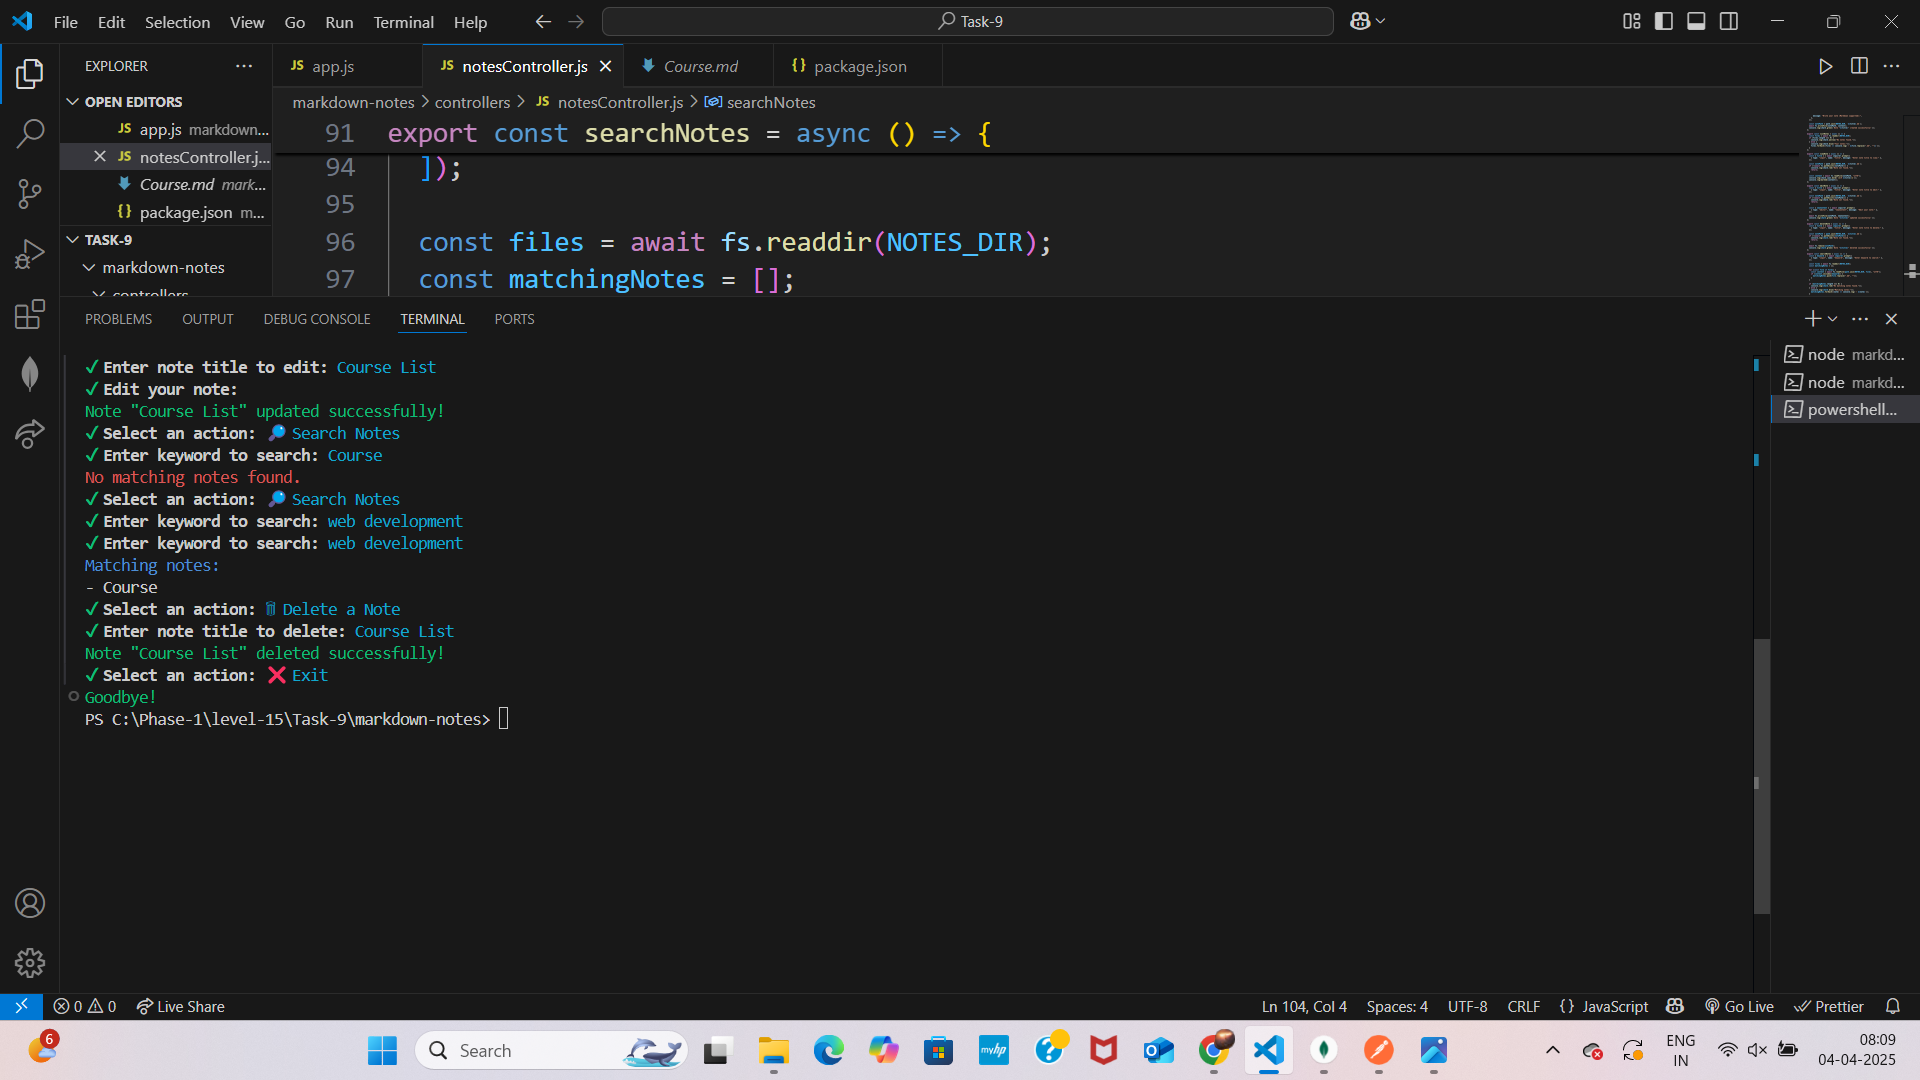 File Edit Selection View Go Run Terminal Help
Task-9
EXPLORER
OPEN EDITORS
JS app.js markdown...
JS notesController.j...
Course.md mark...
{} package.json m...
TASK-9
markdown-notes
controllers
JS app.js
JS notesController.js
Course.md
{} package.json
markdown-notes > controllers > JS notesController.js > searchNotes
91 export const searchNotes = async () => {
94 ]);
95
96 const files = await fs.readdir(NOTES_DIR);
97 const matchingNotes = [];
PROBLEMS OUTPUT DEBUG CONSOLE TERMINAL PORTS
✓Enter note title to edit: Course List
✓Edit your note:
Note "Course List" updated successfully!
✓Select an action: 🔎 Search Notes
✓Enter keyword to search: Course
No matching notes found.
✓Select an action: 🔎 Search Notes
✓Enter keyword to search: web development
✓Enter keyword to search: web development
Matching notes:
- Course
✓Select an action: 🗑 Delete a Note
✓Enter note title to delete: Course List
Note "Course List" deleted successfully!
✓Select an action: ❌ Exit
Goodbye!
PS C:\Phase-1\level-15\Task-9\markdown-notes>
node markd...
node markd...
powershell...
0 0 Live Share
Ln 104, Col 4 Spaces: 4 UTF-8 CRLF {} JavaScript Go Live Prettier
6
Search
myhp
ENG
IN
08:09
04-04-2025